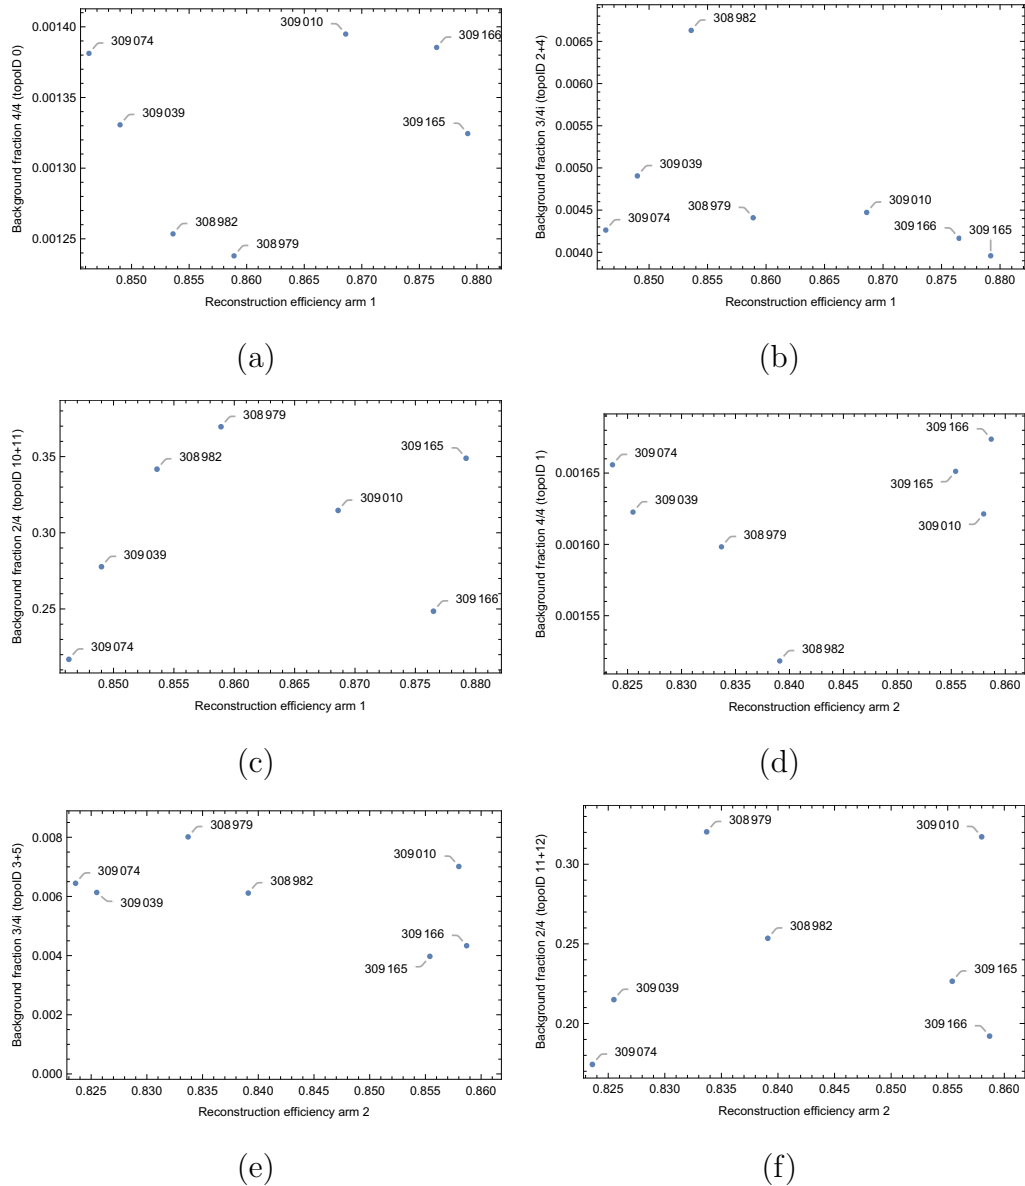 Background fraction 4/4 (topoID 0)
0.00140
0.00135
0.00130
0.00125
309 074
309 010
309 166
309 039
309 165
308 982
308 979
0.850 0.855 0.860 0.865 0.870 0.875 0.880
Reconstruction efficiency arm 1
(a)
Background fraction 3/4i (topoID 2+4)
0.0065
0.0060
0.0055
0.0050
0.0045
0.0040
308 982
309 039
309 074
308 979
309 010
309 166
309 165
0.850 0.855 0.860 0.865 0.870 0.875 0.880
Reconstruction efficiency arm 1
(b)
Background fraction 2/4 (topoID 10+11)
0.35
0.30
0.25
308 979
309 165
308 982
309 010
309 039
309 166
309 074
0.850 0.855 0.860 0.865 0.870 0.875 0.880
Reconstruction efficiency arm 1
(c)
Background fraction 4/4 (topoID 1)
0.00165
0.00160
0.00155
309 166
309 074
309 165
309 039
309 010
308 979
308 982
0.825 0.830 0.835 0.840 0.845 0.850 0.855 0.860
Reconstruction efficiency arm 2
(d)
Background fraction 3/4i (topoID 3+5)
0.008
0.006
0.004
0.002
0.000
308 979
309 010
309 074
308 982
309 039
309 166
309 165
0.825 0.830 0.835 0.840 0.845 0.850 0.855 0.860
Reconstruction efficiency arm 2
(e)
Background fraction 2/4 (topoID 11+12)
0.30
0.25
0.20
308 979
309 010
308 982
309 165
309 039
309 166
309 074
0.825 0.830 0.835 0.840 0.845 0.850 0.855 0.860
Reconstruction efficiency arm 2
(f)